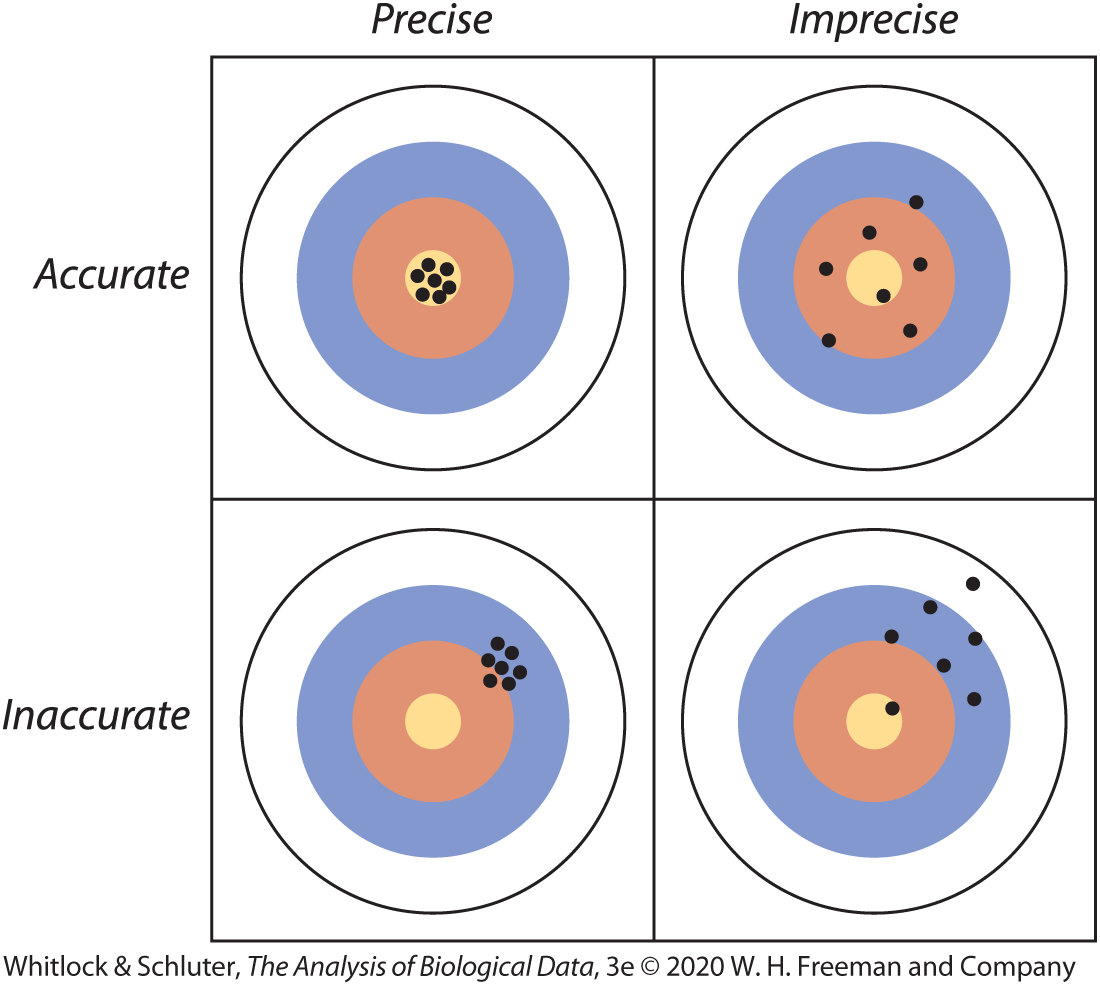 Precise Imprecise
Accurate
Inaccurate
Whitlock & Schluter, The Analysis of Biological Data, 3e © 2020 W. H. Freeman and Company